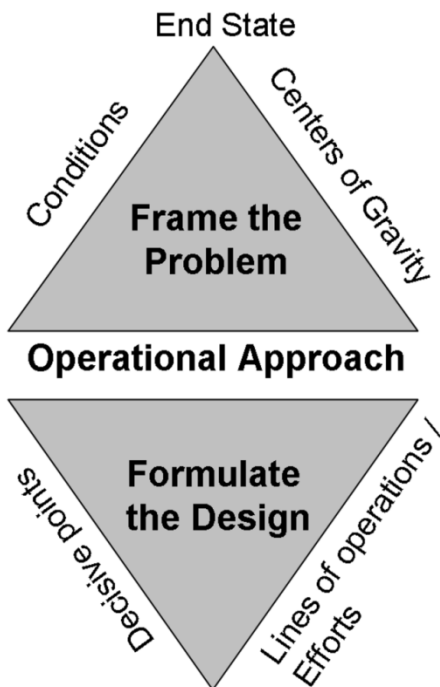 End State
Conditions
Centers of Gravity
Frame the
Problem
Operational Approach
Formulate
the Design
Decisive points
Lines of operations /
Efforts